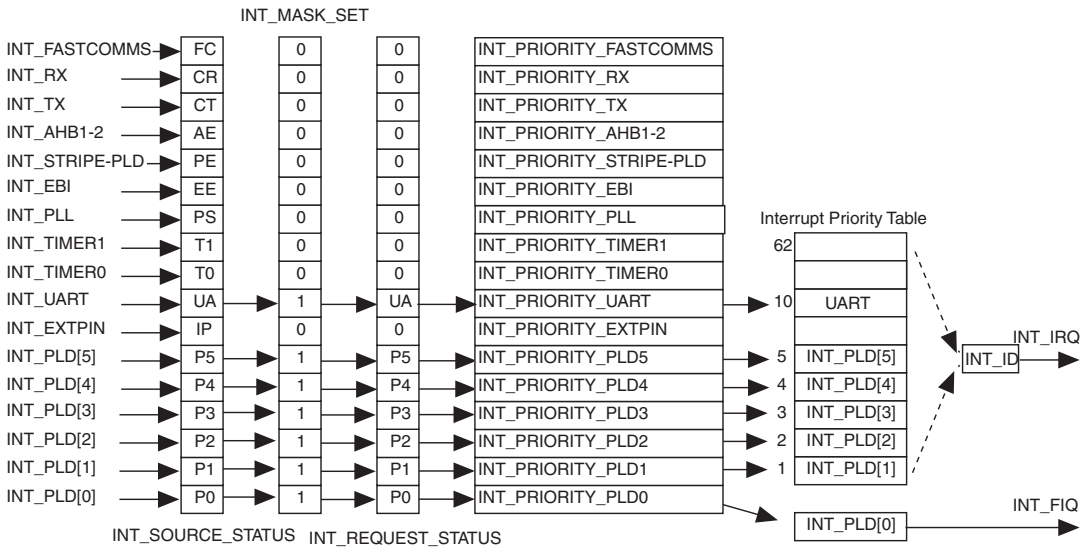 INT_MASK_SET
INT_FASTCOMMS FC 0 0 INT_PRIORITY_FASTCOMMS
INT_RX CR 0 0 INT_PRIORITY_RX
INT_TX CT 0 0 INT_PRIORITY_TX
INT_AHB1-2 AE 0 0 INT_PRIORITY_AHB1-2
INT_STRIPE-PLD PE 0 0 INT_PRIORITY_STRIPE-PLD
INT_EBI EE 0 0 INT_PRIORITY_EBI
INT_PLL PS 0 0 INT_PRIORITY_PLL Interrupt Priority Table
INT_TIMER1 T1 0 0 INT_PRIORITY_TIMER1 62
INT_TIMER0 T0 0 0 INT_PRIORITY_TIMER0
INT_UART UA 1 UA INT_PRIORITY_UART 10 UART
INT_EXTPIN IP 0 0 INT_PRIORITY_EXTPIN
INT_IRQ
INT_PLD[5] P5 1 P5 INT_PRIORITY_PLD5 5 INT_PLD[5] INT_ID
INT_PLD[4] P4 1 P4 INT_PRIORITY_PLD4 4 INT_PLD[4]
INT_PLD[3] P3 1 P3 INT_PRIORITY_PLD3 3 INT_PLD[3]
INT_PLD[2] P2 1 P2 INT_PRIORITY_PLD2 2 INT_PLD[2]
INT_PLD[1] P1 1 P1 INT_PRIORITY_PLD1 1 INT_PLD[1]
INT_PLD[0] P0 1 P0 INT_PRIORITY_PLD0
INT_FIQ
INT_PLD[0]
INT_SOURCE_STATUS INT_REQUEST_STATUS